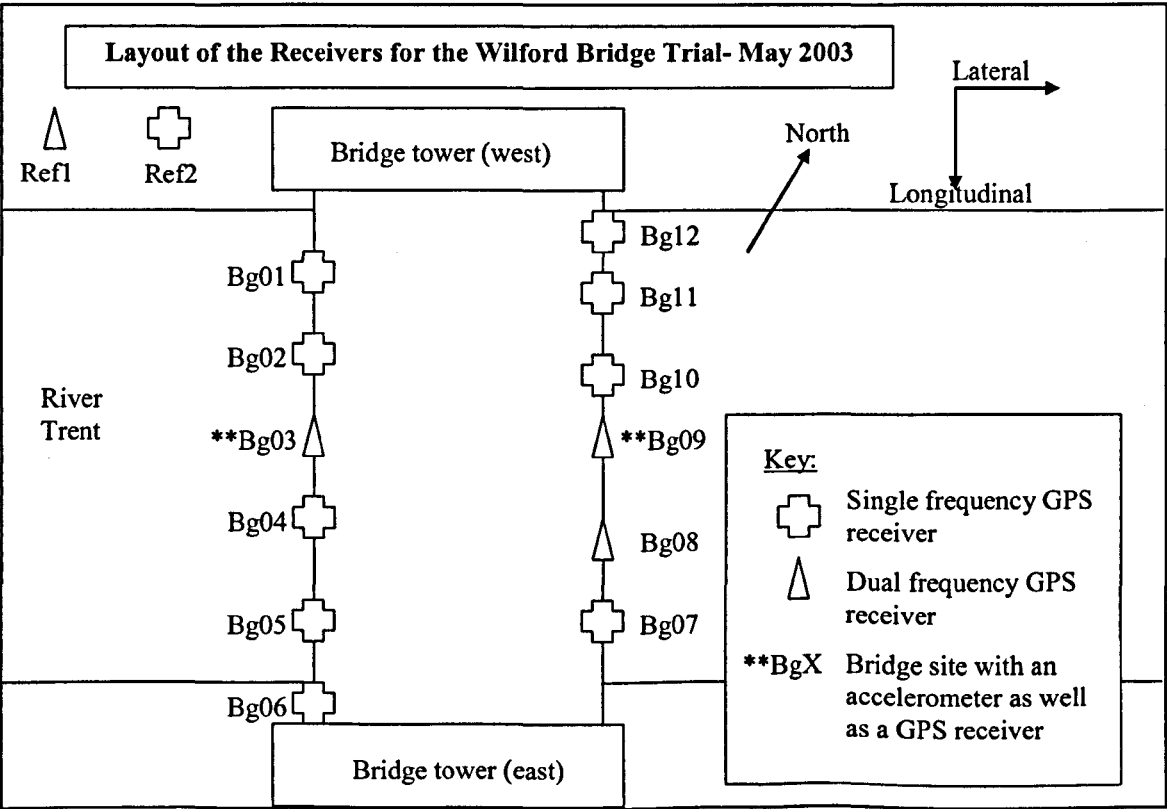 Layout of the Receivers for the Wilford Bridge Trial- May 2003
Lateral
Longitudinal
North
Ref1
Ref2
Bridge tower (west)
Bg12
Bg01
Bg11
Bg02
Bg10
River
Trent
**Bg03
**Bg09
Bg04
Bg08
Bg05
Bg07
Bg06
Bridge tower (east)
Key:
Single frequency GPS
receiver
Dual frequency GPS
receiver
**BgX Bridge site with an
accelerometer as well
as a GPS receiver